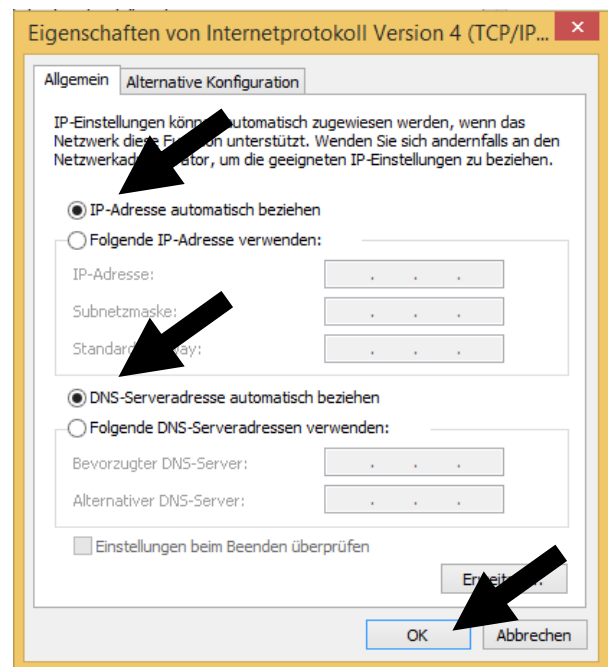 Eigenschaften von Internetprotokoll Version 4 (TCP/IP...
Allgemein
Alternative Konfiguration
IP-Einstellungen automatisch zugewiesen werden, wenn das
Netzwerk diese unterstützt. Wenden Sie sich andernfalls an den
um die geeigneten IP-Einstellungen zu beziehen.
IP-Adresse automatisch beziehen
Folgende IP-Adresse verwenden:
IP-Adresse:
. . .
Subnetzmaske:
. . .
. . .
DNS-Serveradresse automatisch beziehen
Folgende DNS-Serveradressen verwenden:
Bevorzugter DNS-Server:
. . .
Alternativer DNS-Server:
. . .
Einstellungen beim Beenden überprüfen
OK
Abbrechen